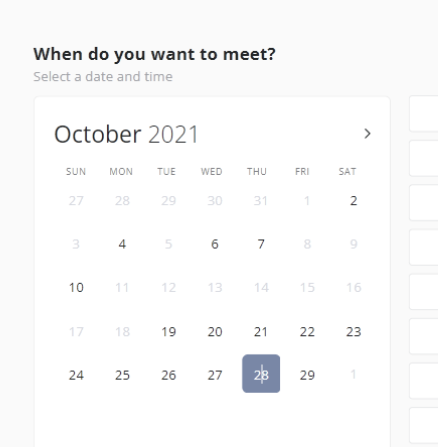 When do you want to meet?
Select a date and time
October 2021
SUN MON TUE WED THU FRI SAT
27 28 29 30 31 1 2
3 4 5 6 7 8 9
10 11 12 13 14 15 16
17 18 19 20 21 22 23
24 25 26 27 28 29 1